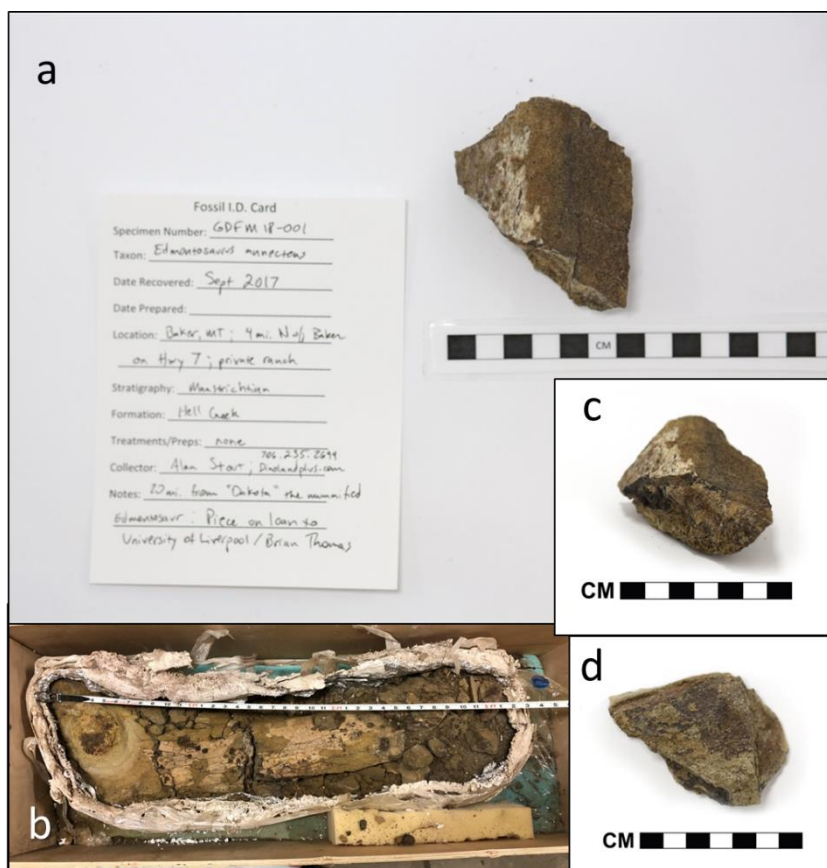 a
Fossil I.D. Card
Specimen Number: GDFM 18-001
Taxon: Edmontosaurus annectens
Date Recovered: Sept 2017
Date Prepared:
Location: Baker, MT; 4 mi. N of Baker
on Hwy 7; private ranch
Stratigraphy: Maastrichtian
Formation: Hell Creek
Treatments/Preps: none
Collector: Alan Stout; Dinolandplus.com
Notes: 20 mi. from "Dakota" the mummified
Edmontosaur: Piece on loan to
University of Liverpool/Brian Thomas
CM
c
CM
b
d
CM